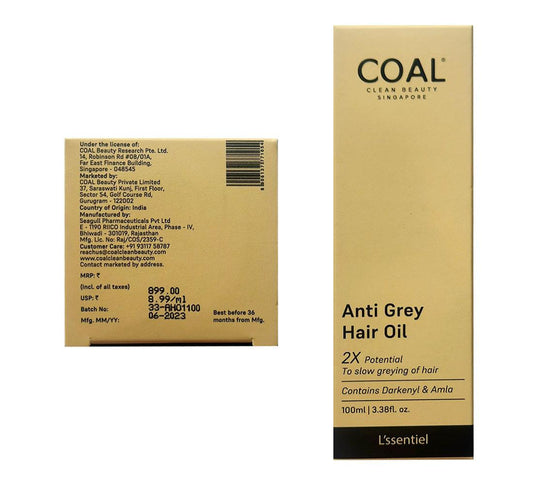 Under the license of:
COAL Beauty Research Pte. Ltd.
14, Robinson Rd #08/01A,
Far East Finance Building,
Singapore - 048545
Marketed by:
COAL Beauty Private Limited
37, Saraswati Kunj, First Floor,
Sector 54, Golf Course Rd,
Gurugram - 122002
Country of Origin: India
Manufactured by:
Seagull Pharmaceuticals Pvt Ltd
E - 1190 RIICO Industrial Area, Phase - IV,
Bhiwadi - 301019, Rajasthan
Mfg. Lic. No: Raj/COS/2359-C
Customer Care: +91 93117 58787
reachus@coalcleanbeauty.com
www.coalcleanbeauty.com
Contact marketed by address.
MRP: ₹
(Incl. of all taxes) 899.00
USP: ₹ 8.99/ml
Batch No: 33-AHO1100
Mfg. MM/YY: 06-2023
Best before 36
months from Mfg.
COAL®
CLEAN BEAUTY
SINGAPORE
Anti Grey
Hair Oil
2X Potential
To slow greying of hair
Contains Darkenyl & Amla
100ml | 3.38fl. oz.
L'ssentiel